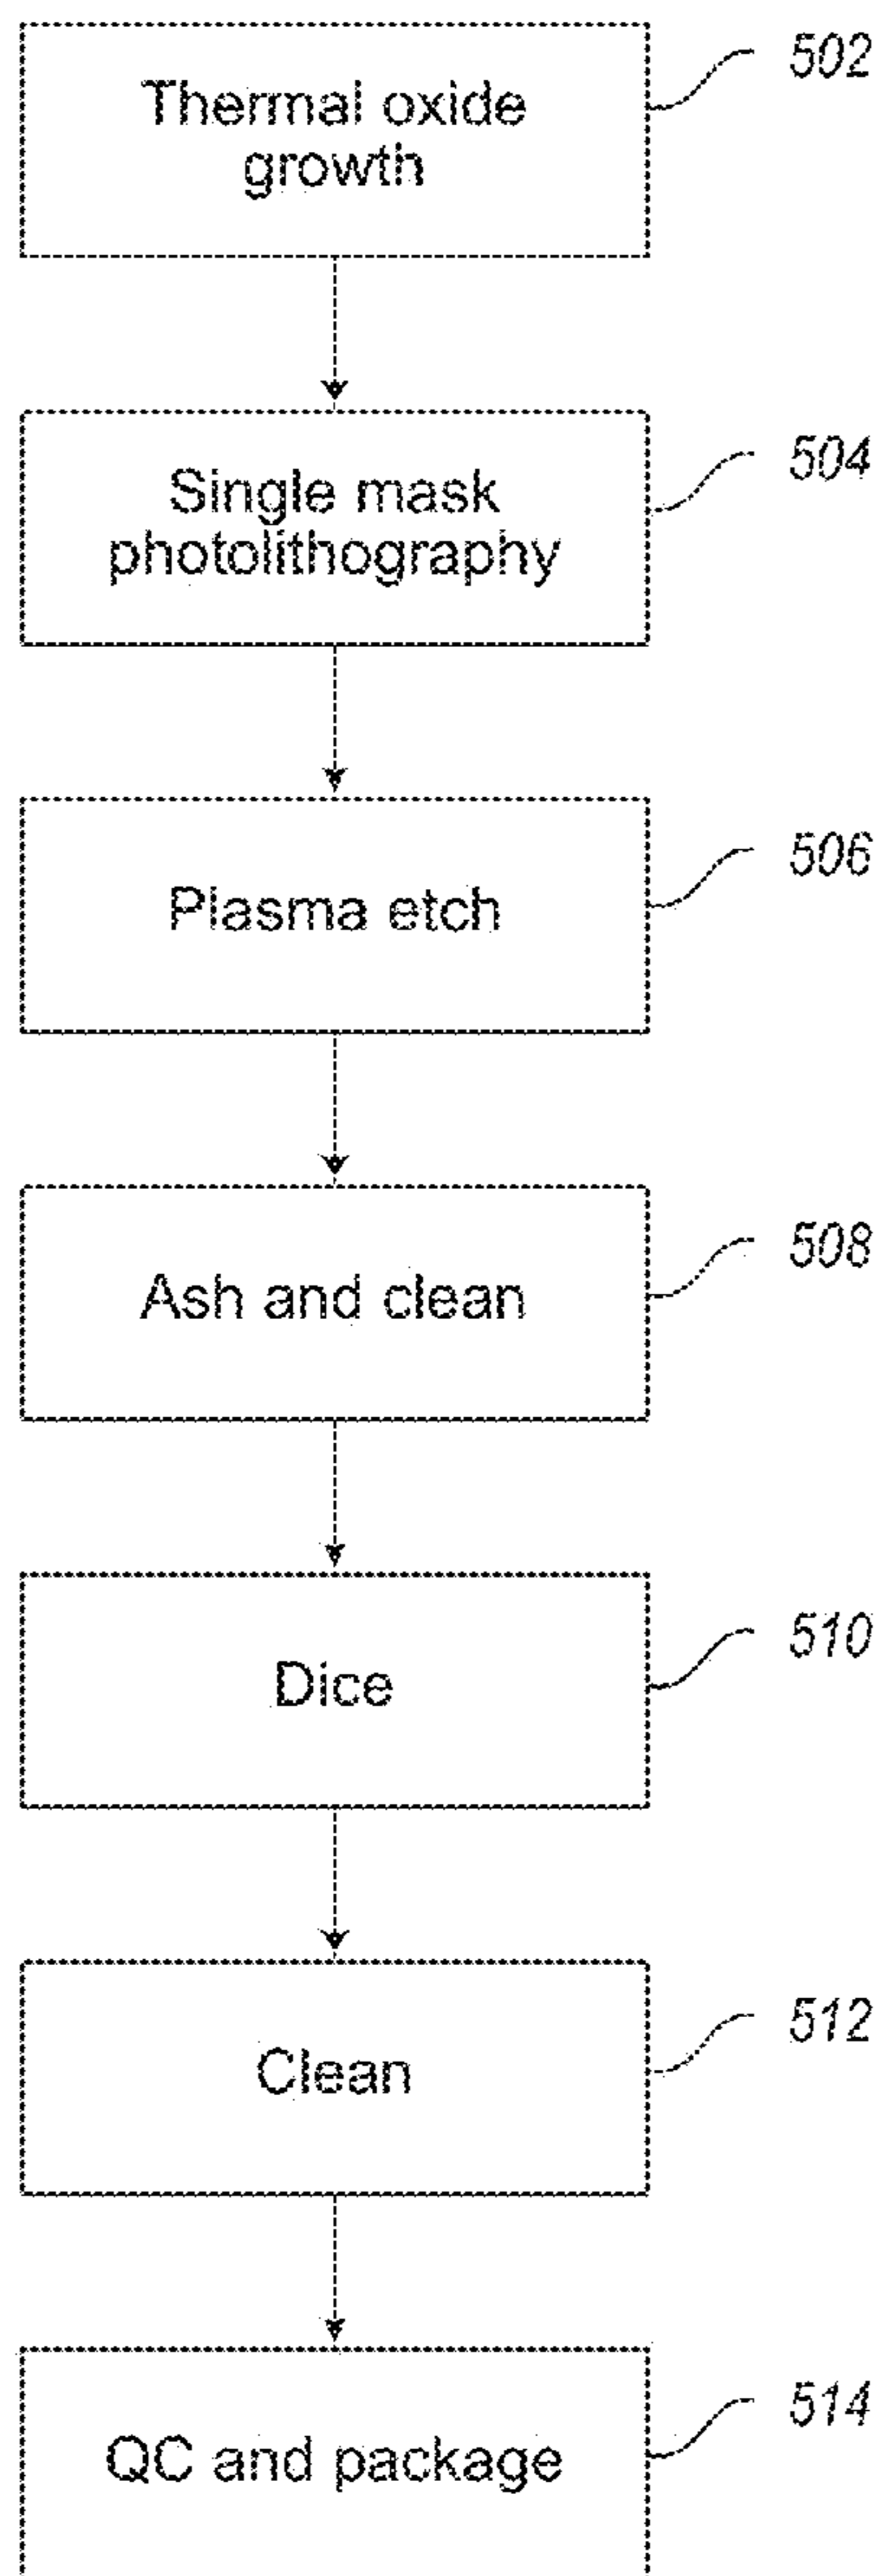 Thermal oxide
growth
502
Single mask
photolithography
504
Plasma etch
506
Ash and clean
508
Dice
510
Clean
512
QC and package
514